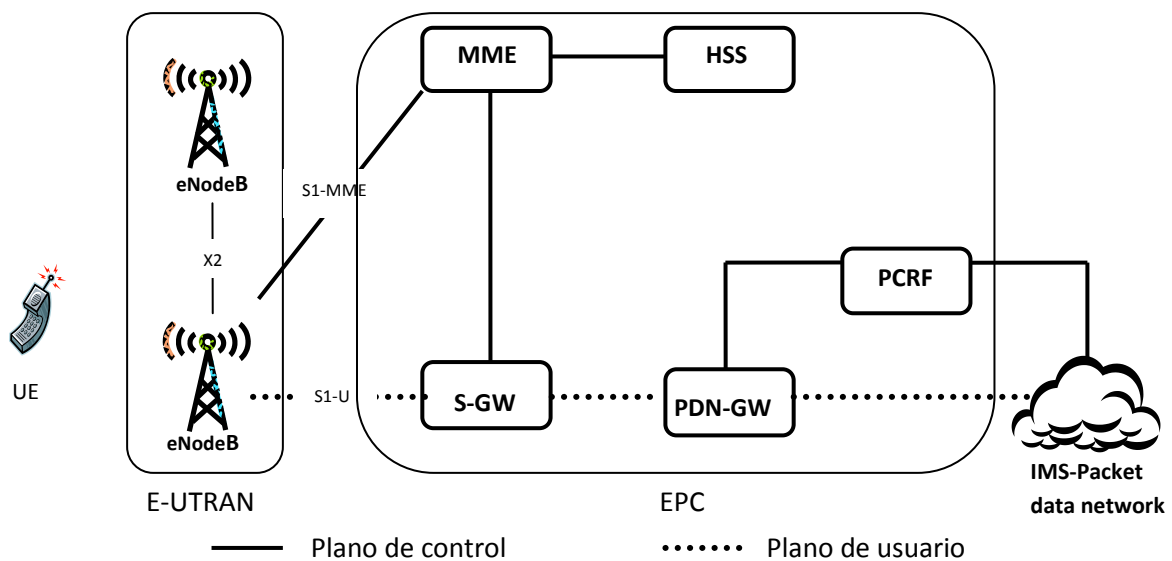 MME
HSS
eNodeB
S1-MME
X2
PCRF
UE
S1-U
S-GW
PDN-GW
eNodeB
IMS-Packet
data network
E-UTRAN
EPC
Plano de control
Plano de usuario